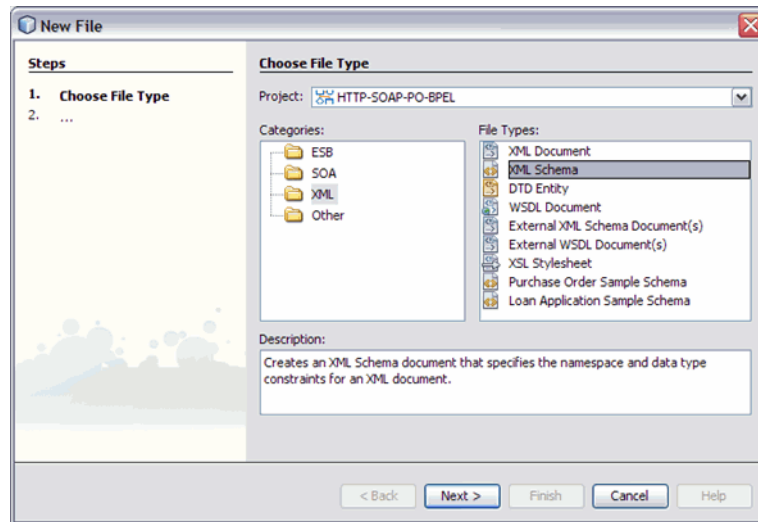 New File
Steps
1. Choose File Type
2. ...
Choose File Type
Project: HTTP-SOAP-PO-BPEL
Categories:
ESB
SOA
XML
Other
File Types:
XML Document
XML Schema
DTD Entity
WSDL Document
External XML Schema Document(s)
External WSDL Document(s)
XSL Stylesheet
Purchase Order Sample Schema
Loan Application Sample Schema
Description:
Creates an XML Schema document that specifies the namespace and data type
constraints for an XML document.
< Back Next > Finish Cancel Help